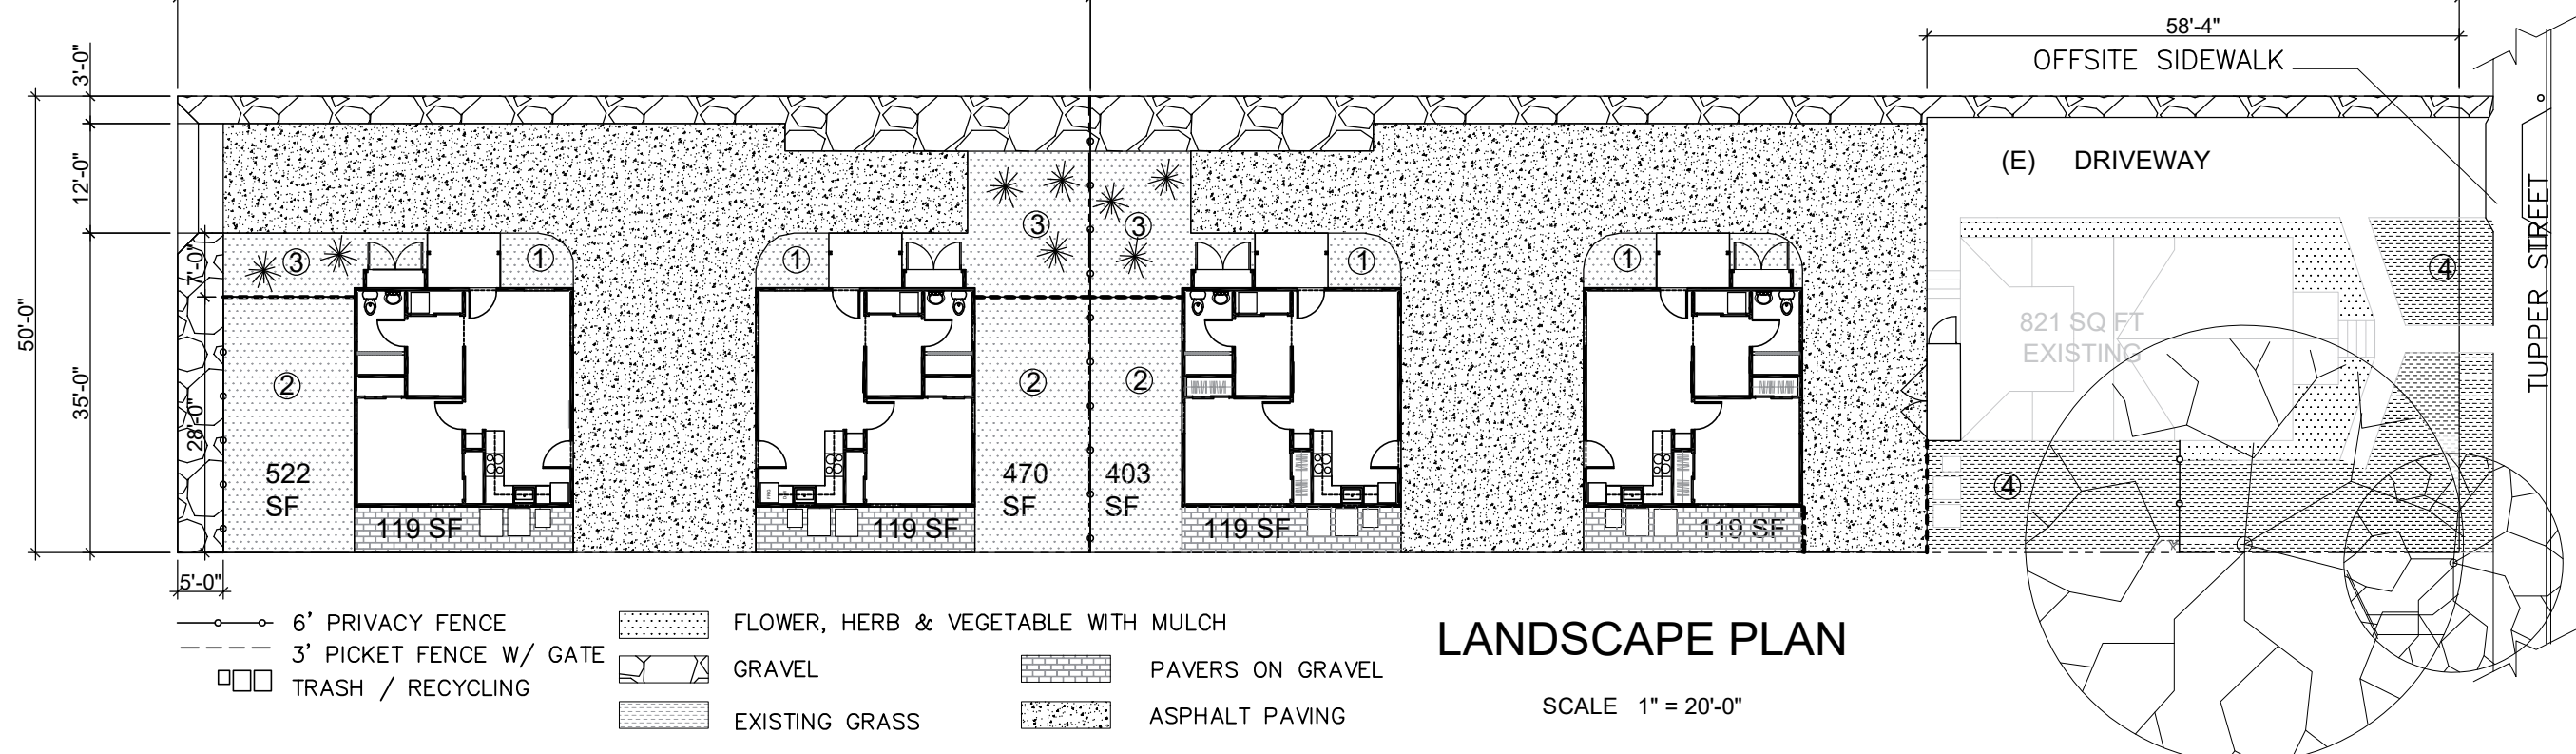 58'-4"
OFFSITE SIDEWALK
3'-0"
12'-0"
50'-0"
35'-0"
7'-0"
28'-0"
5'-0"
(E) DRIVEWAY
TUPPER STREET
3
1
1
3
3
1
1
4
821 SQ FT
EXISTING
2
2
2
4
522
SF
470
SF
403
SF
119 SF
119 SF
119 SF
119 SF
6' PRIVACY FENCE
3' PICKET FENCE W/ GATE
TRASH / RECYCLING
FLOWER, HERB & VEGETABLE WITH MULCH
GRAVEL
EXISTING GRASS
PAVERS ON GRAVEL
ASPHALT PAVING
LANDSCAPE PLAN
SCALE 1" = 20'-0"